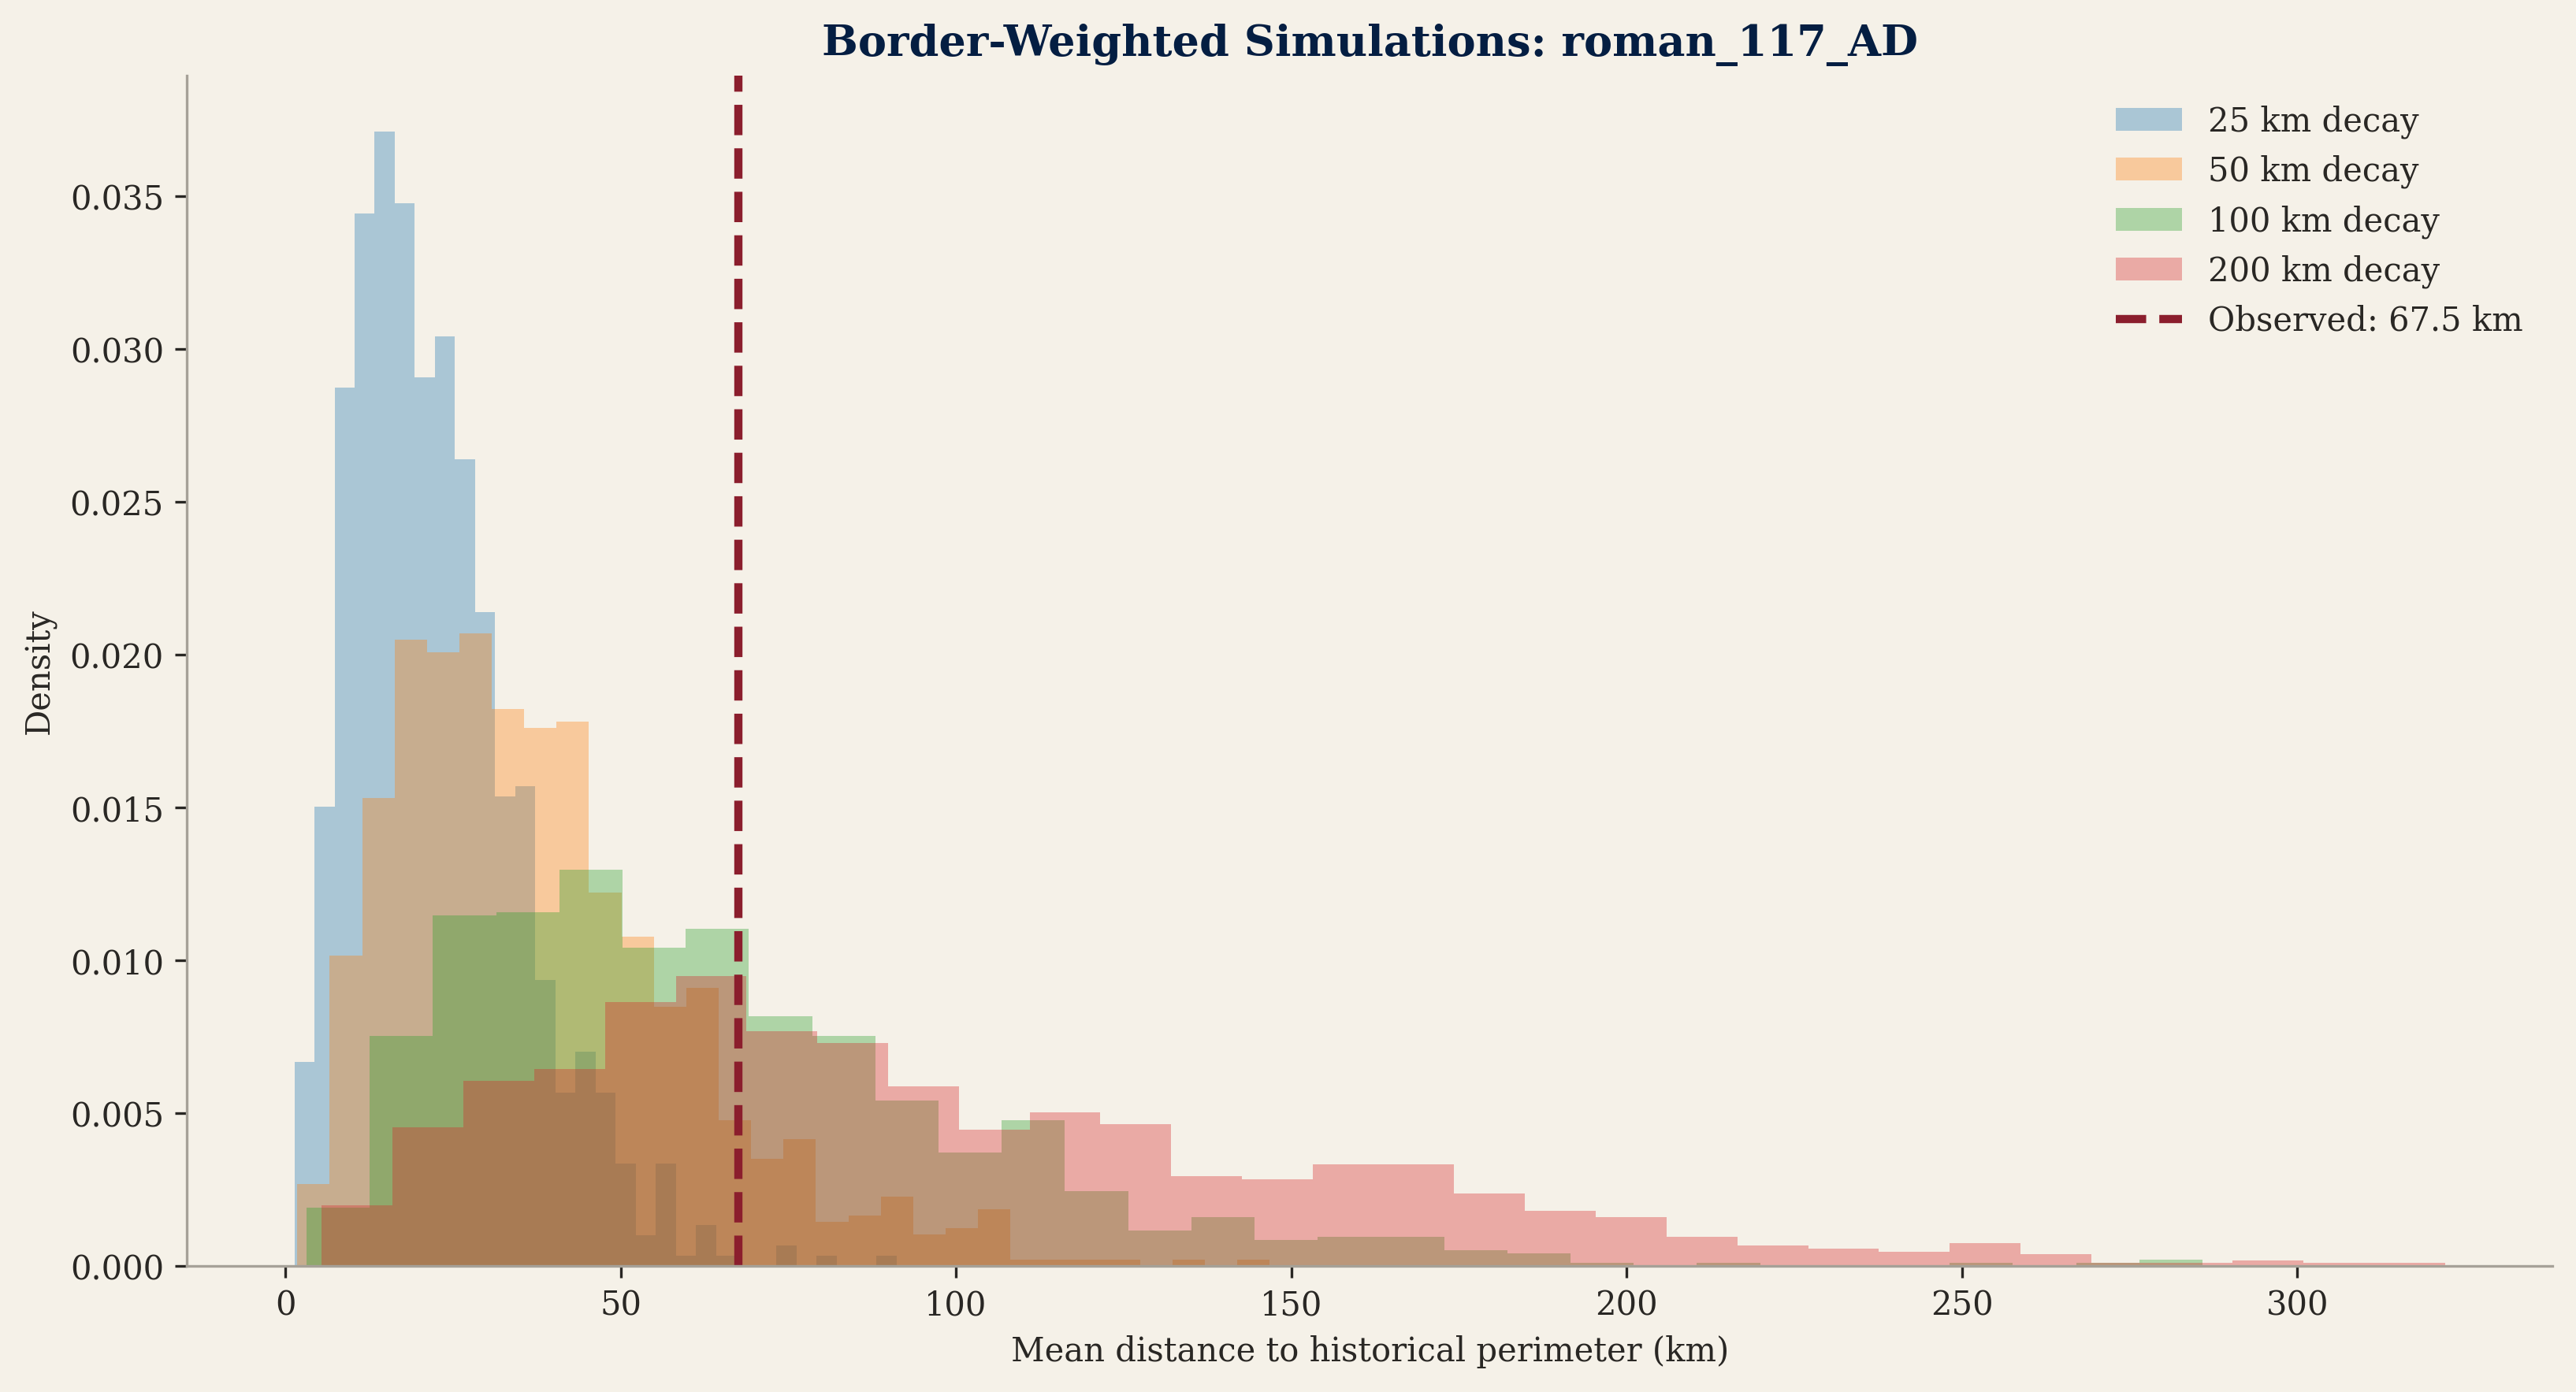 Border-Weighted Simulations: roman_117_AD
25 km decay
50 km decay
100 km decay
200 km decay
Observed: 67.5 km
Density
0.035
0.030
0.025
0.020
0.015
0.010
0.005
0.000
0 50 100 150 200 250 300
Mean distance to historical perimeter (km)